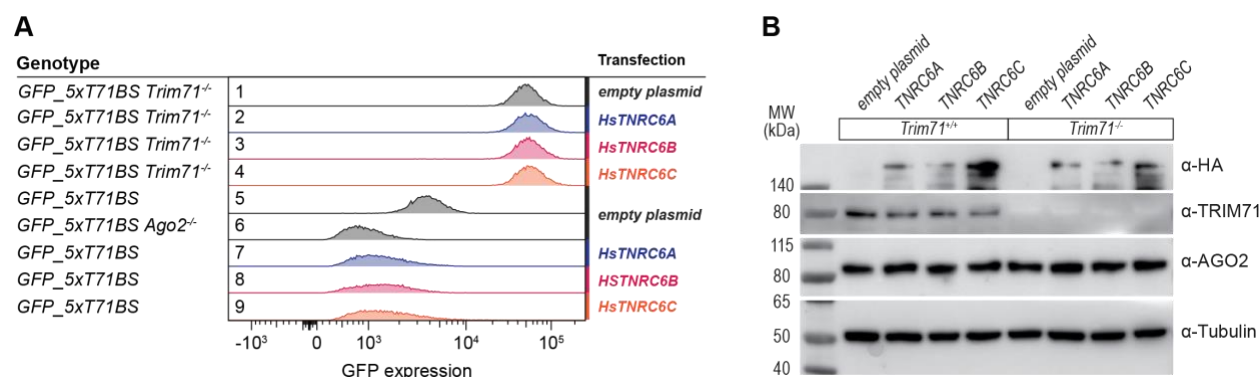 A
Genotype
Transfection
GFP_5xT71BS Trim71-/-
1
empty plasmid
GFP_5xT71BS Trim71-/-
2
HsTNRC6A
GFP_5xT71BS Trim71-/-
3
HsTNRC6B
GFP_5xT71BS Trim71-/-
4
HsTNRC6C
GFP_5xT71BS
5
empty plasmid
GFP_5xT71BS Ago2-/-
6
GFP_5xT71BS
7
HsTNRC6A
GFP_5xT71BS
8
HSTNRC6B
GFP_5xT71BS
9
HsTNRC6C
-10³ 0 10³ 10⁴ 10⁵
GFP expression
B
empty plasmid
TNRC6A
TNRC6B
TNRC6C
empty plasmid
TNRC6A
TNRC6B
TNRC6C
MW
(kDa)
Trim71+/+
Trim71-/-
140
α-HA
80
α-TRIM71
115
80
α-AGO2
65
50
40
α-Tubulin